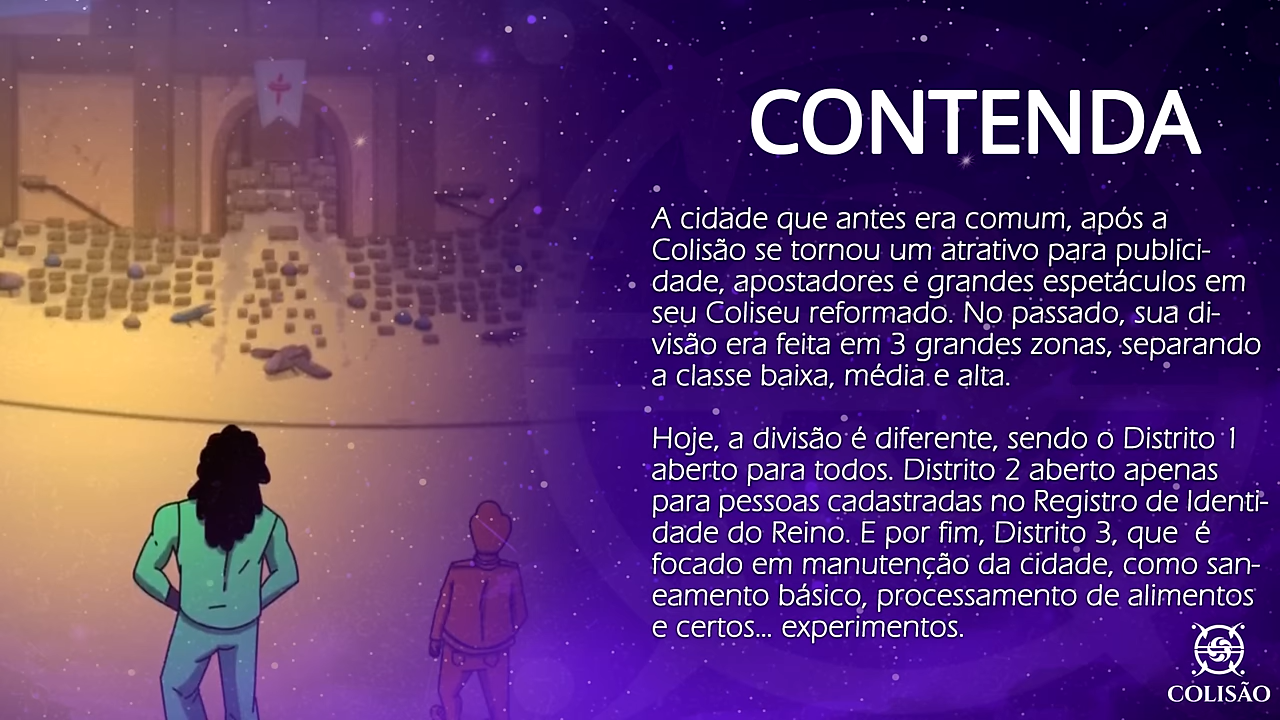 CONTENDA
A cidade que antes era comum, após a
Colisão se tornou um atrativo para publici-
dade, apostadores e grandes espetáculos em
seu Coliseu reformado. No passado, sua di-
visão era feita em 3 grandes zonas, separando
a classe baixa, média e alta.
Hoje, a divisão é diferente, sendo o Distrito 1
aberto para todos. Distrito 2 aberto apenas
para pessoas cadastradas no Registro de Identi-
dade do Reino. E por fim, Distrito 3, que é
focado em manutenção da cidade, como san-
eamento básico, processamento de alimentos
e certos... experimentos.
COLISÃO